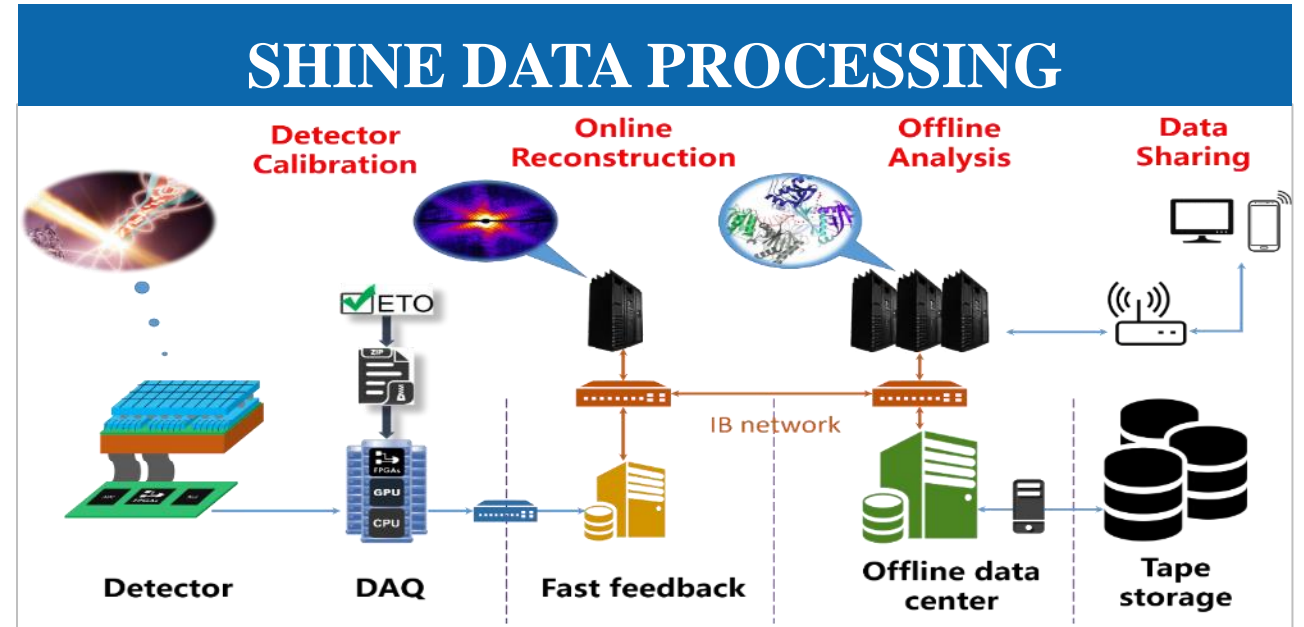 SHINE DATA PROCESSING
Detector
Calibration
Online
Reconstruction
Offline
Analysis
Data
Sharing
ETO
ZIP
IB network
FPGAs
FPGAs
GPU
CPU
Detector
DAQ
Fast feedback
Offline data
center
Tape
storage